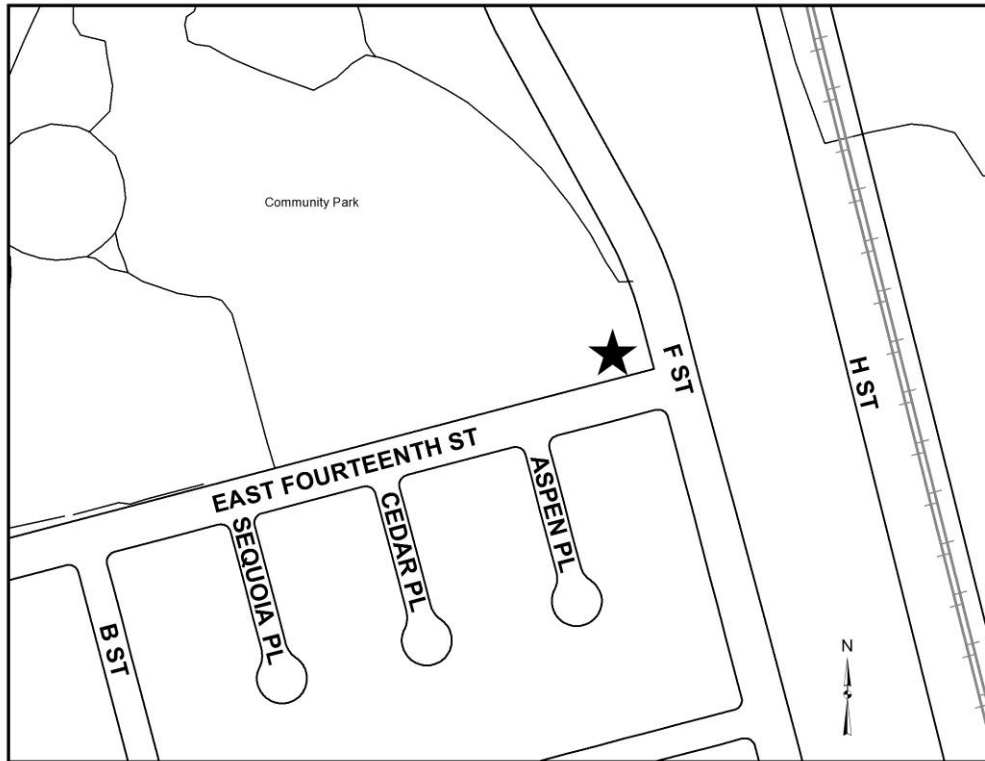 Community Park
F ST
H ST
EAST FOURTEENTH ST
ASPEN PL
CEDAR PL
SEQUOIA PL
B ST
N